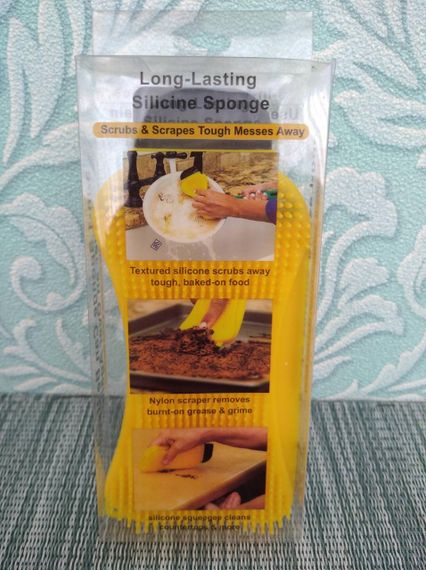 Long-Lasting
Silicine Sponge
Scrubs & Scrapes Tough Messes Away
Textured silicone scrubs away
tough, baked-on food
Nylon scraper removes
burnt-on grease & grime
silicone squeegee cleans
countertops & more